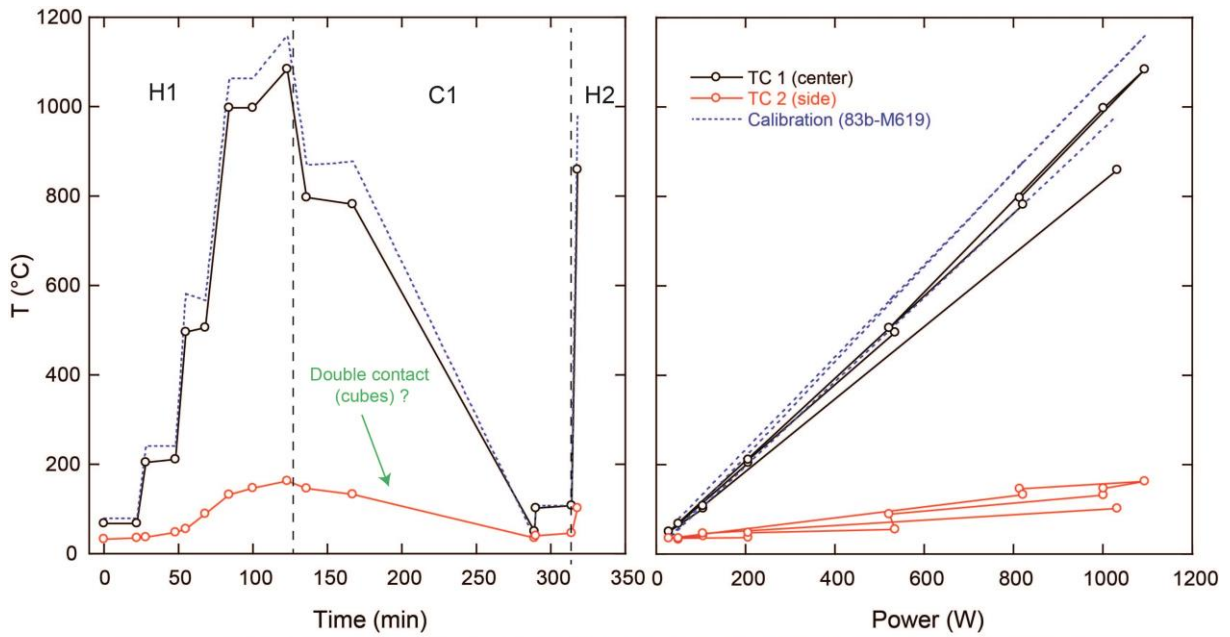 1200
1000
800
600
400
200
0
T (°C)
H1
C1
H2
Double contact
(cubes) ?
0 50 100 150 200 250 300 350
Time (min)
TC 1 (center)
TC 2 (side)
Calibration (83b-M619)
0 200 400 600 800 1000 1200
Power (W)